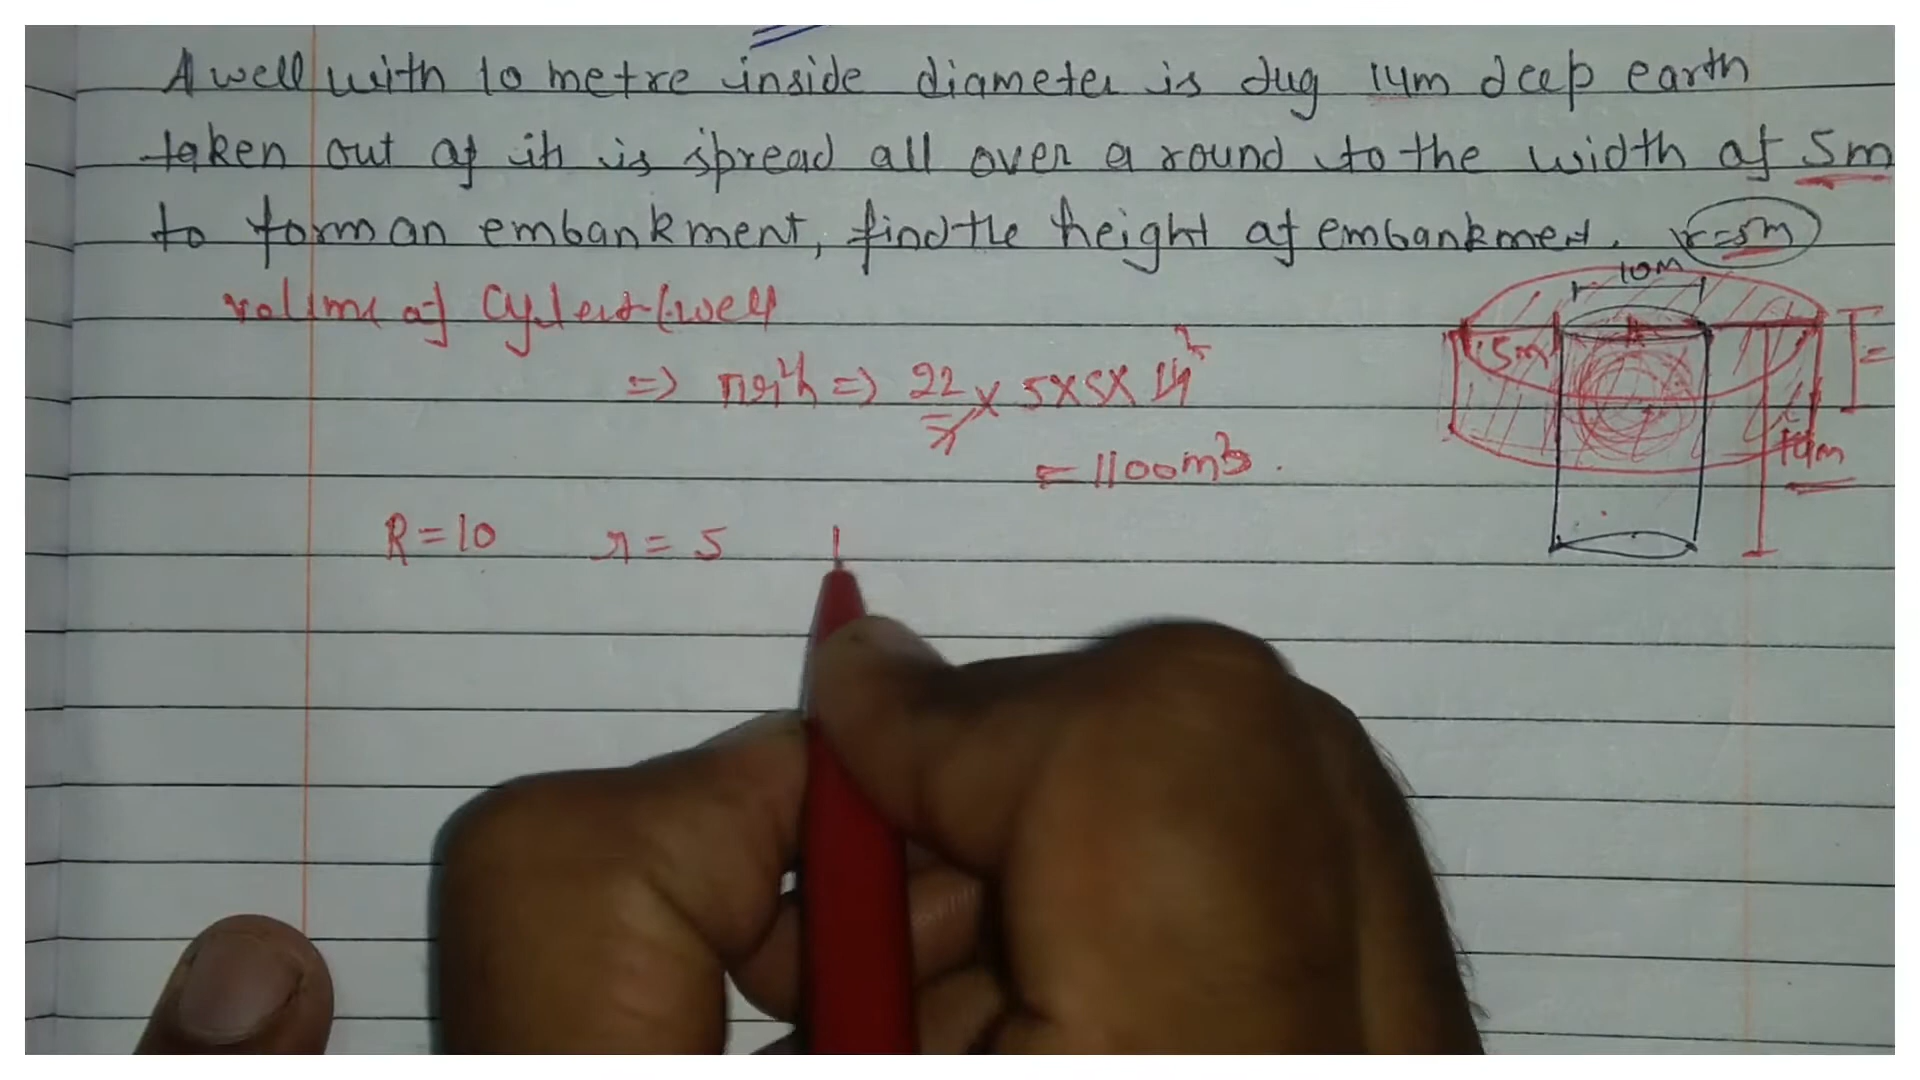 A well with 10 metre inside diameter is dug 14m deep earth
taken out of it is spread all over a round to the width of 5m
to form an embankment, find the height of embankment. r=5m
10m
volume of
=> πr²h => 22/7 x 5x5x 14 2
5m
= 1100m3.
14m
R=10 r = 5